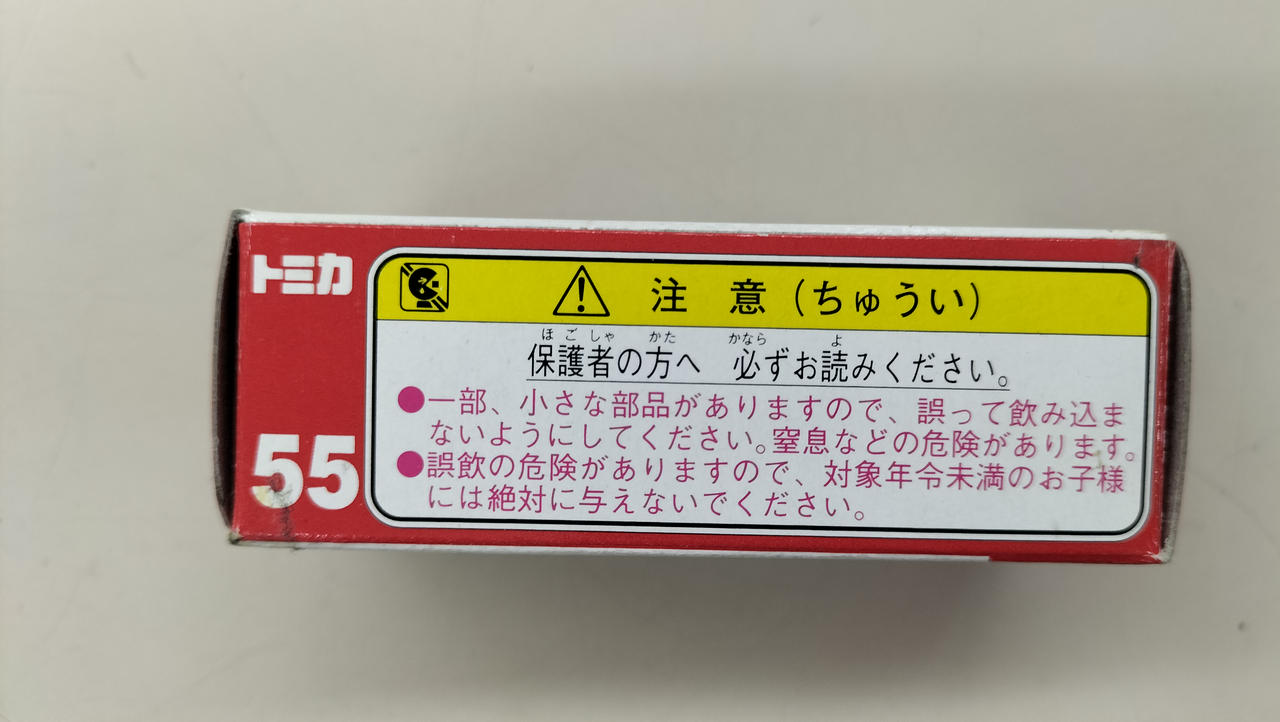 トミカ
55
注意(ちゅうい)
ほごしゃ かた かなら よ
保護者の方へ 必ずお読みください。
●一部、小さな部品がありますので、誤って飲み込ま
ないようにしてください。窒息などの危険があります。
●誤飲の危険がありますので、対象年令未満のお子様
には絶対に与えないでください。